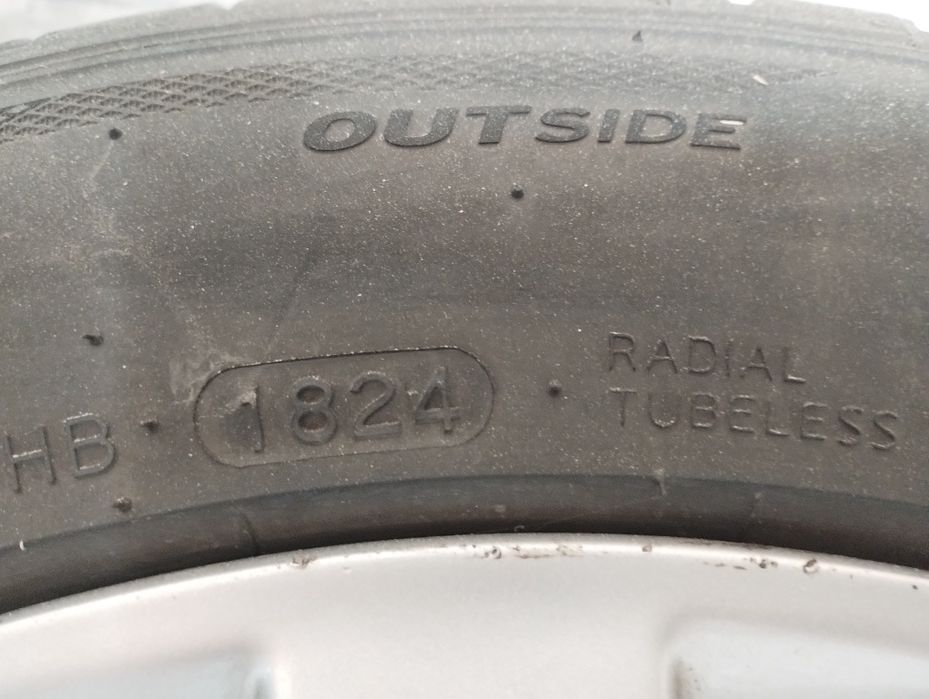 OUTSIDE
HB 1824
RADIAL
TUBELESS